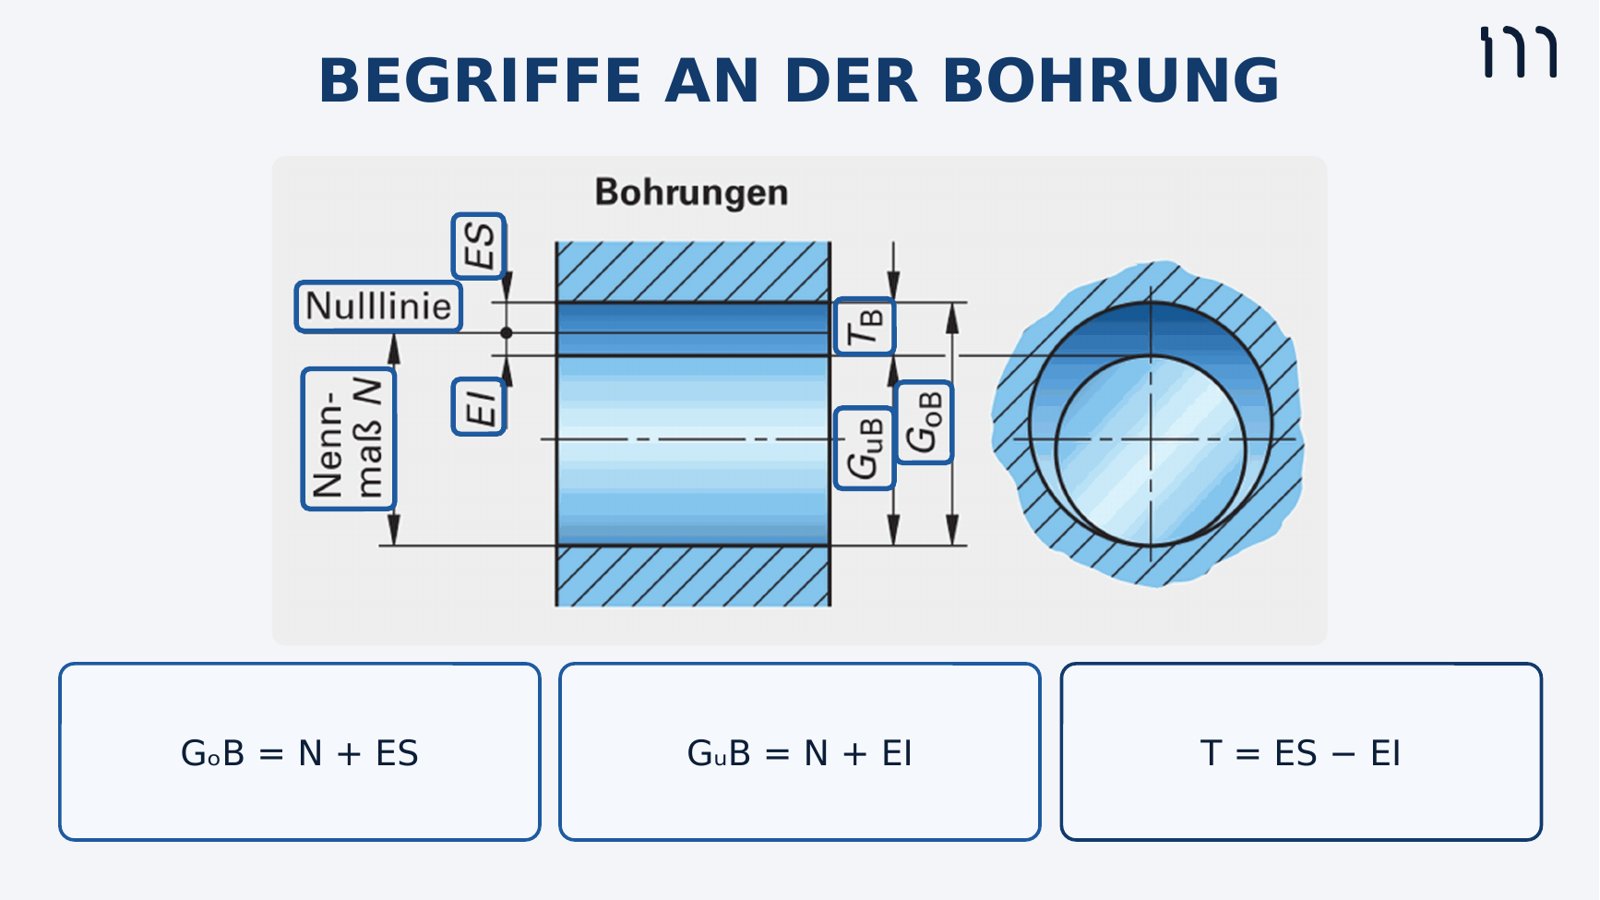 BEGRIFFE AN DER BOHRUNG
m
Bohrungen
ES
Nulllinie
EI
Nenn-
maß N
TB
GuB
GoB
GₒB = N + ES
GᵤB = N + EI
T = ES − EI